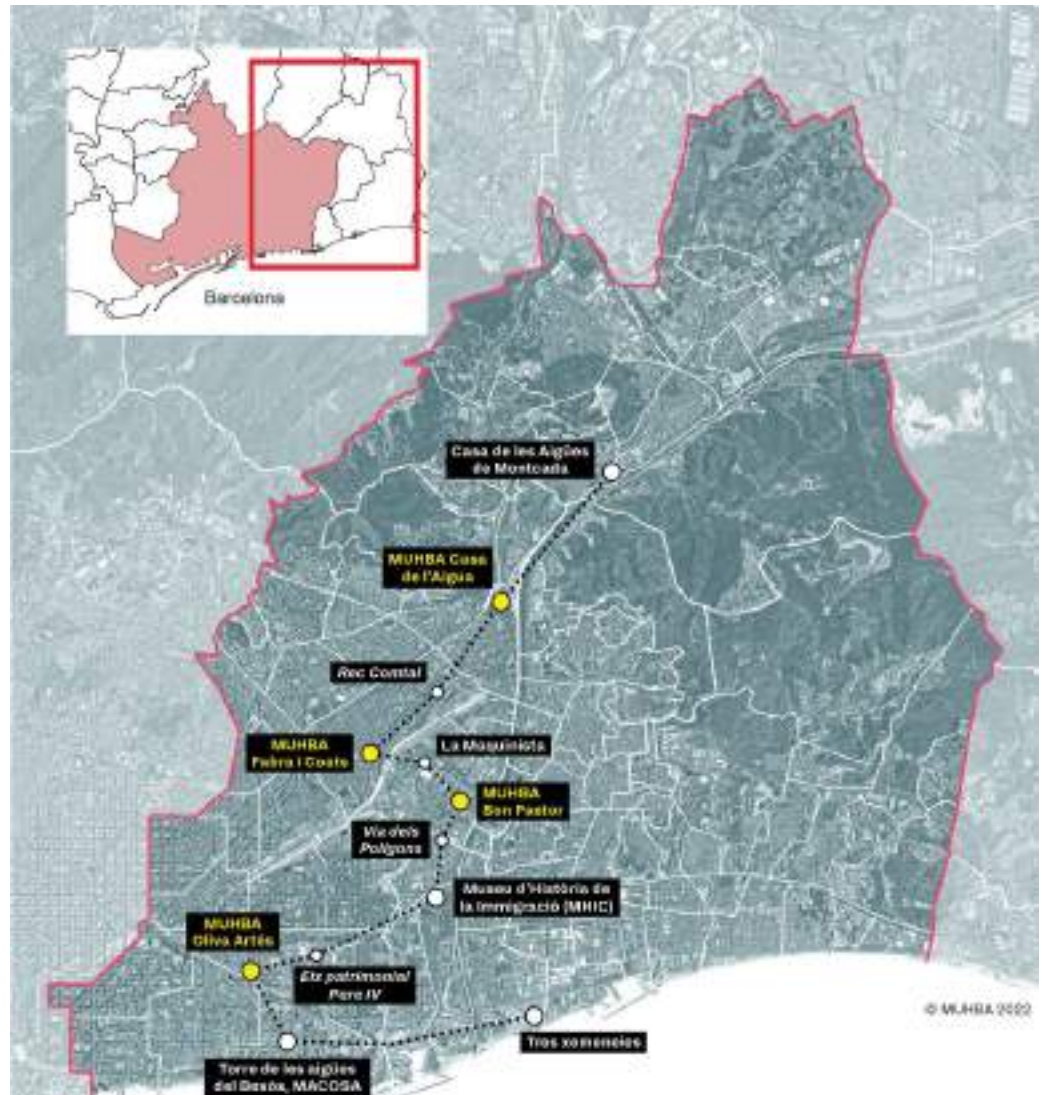 Barcelona
Casa de les Aigües
de Montcada
MUHBA Casa
de l'Aigua
Rec Comtal
MUHBA
Fabra i Coats
La Maquinista
MUHBA
Bon Pastor
Via dels
Polígons
Museu d'Història de
la Immigració (MHIC)
MUHBA
Oliva Artés
Eix patrimonial
Pere IV
© MUHBA 2022
Tres xemeneies
Torre de les aigües
del Besòs, MACOSA